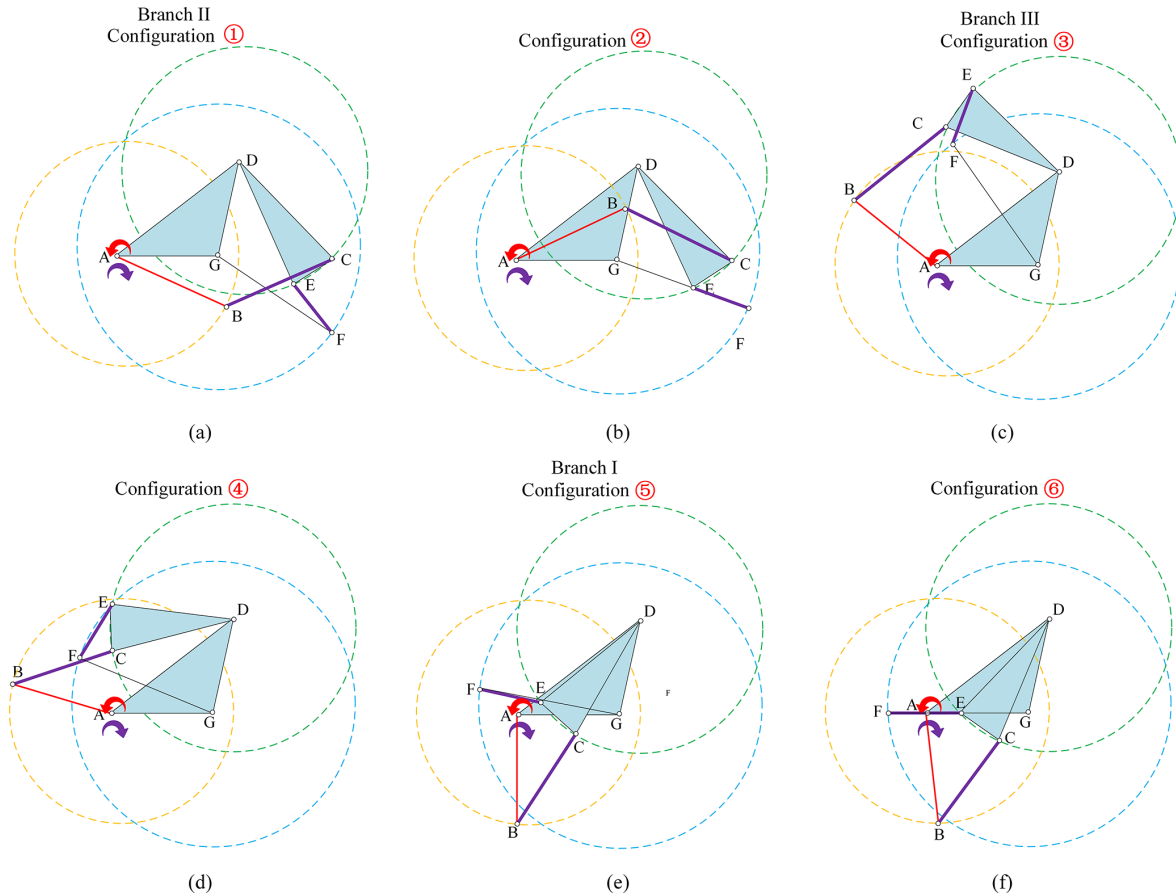 Branch II
Configuration ①
D
A
G
C
E
B
F
(a)
Configuration ②
D
B
A
G
C
E
F
(b)
Branch III
Configuration ③
E
C
F
D
B
A
G
(c)
Configuration ④
E
D
F
C
B
A
G
(d)
Branch I
Configuration ⑤
D
F
E
F
A
G
C
B
(e)
Configuration ⑥
D
F
A
E
G
C
B
(f)